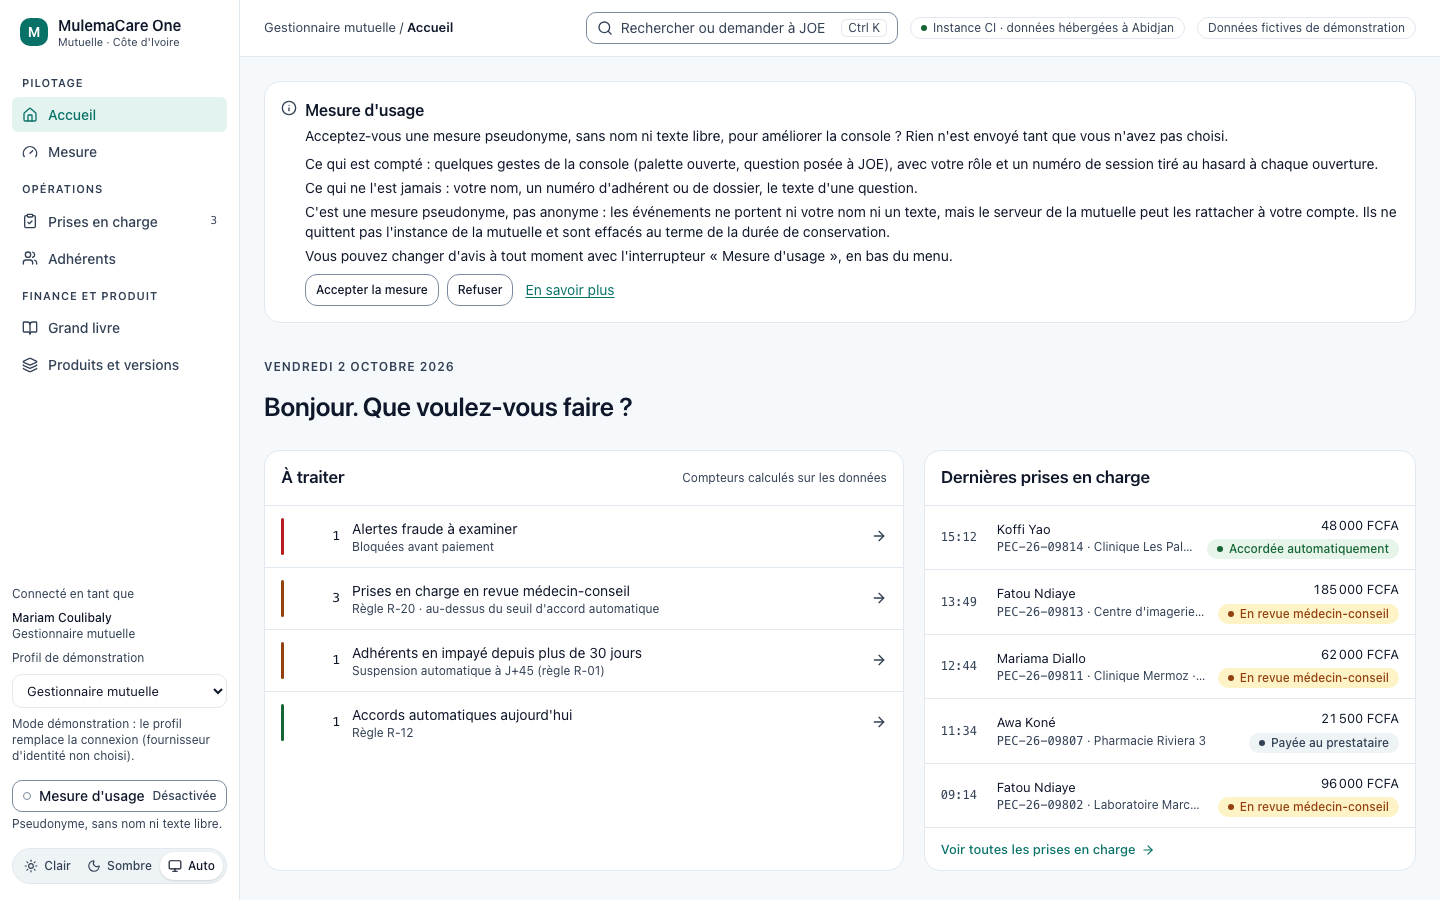 M
MulemaCare One
Mutuelle · Côte d'Ivoire
PILOTAGE
Accueil
Mesure
OPÉRATIONS
Prises en charge 3
Adhérents
FINANCE ET PRODUIT
Grand livre
Produits et versions
Connecté en tant que
Mariam Coulibaly
Gestionnaire mutuelle
Profil de démonstration
Gestionnaire mutuelle
Mode démonstration : le profil
remplace la connexion (fournisseur
d'identité non choisi).
Mesure d'usage Désactivée
Pseudonyme, sans nom ni texte libre.
Clair Sombre Auto
Gestionnaire mutuelle / Accueil
Rechercher ou demander à JOE Ctrl K
Instance CI · données hébergées à Abidjan
Données fictives de démonstration
Mesure d'usage
Acceptez-vous une mesure pseudonyme, sans nom ni texte libre, pour améliorer la console ? Rien n'est envoyé tant que vous n'avez pas choisi.
Ce qui est compté : quelques gestes de la console (palette ouverte, question posée à JOE), avec votre rôle et un numéro de session tiré au hasard à chaque ouverture.
Ce qui ne l'est jamais : votre nom, un numéro d'adhérent ou de dossier, le texte d'une question.
C'est une mesure pseudonyme, pas anonyme : les événements ne portent ni votre nom ni un texte, mais le serveur de la mutuelle peut les rattacher à votre compte. Ils ne
quittent pas l'instance de la mutuelle et sont effacés au terme de la durée de conservation.
Vous pouvez changer d'avis à tout moment avec l'interrupteur « Mesure d'usage », en bas du menu.
Accepter la mesure Refuser En savoir plus
VENDREDI 2 OCTOBRE 2026
Bonjour. Que voulez-vous faire ?
À traiter Compteurs calculés sur les données
1 Alertes fraude à examiner
Bloquées avant paiement
3 Prises en charge en revue médecin-conseil
Règle R-20 · au-dessus du seuil d'accord automatique
1 Adhérents en impayé depuis plus de 30 jours
Suspension automatique à J+45 (règle R-01)
1 Accords automatiques aujourd'hui
Règle R-12
Dernières prises en charge
15:12 Koffi Yao 48 000 FCFA
PEC-26-09814 · Clinique Les Pal... Accordée automatiquement
13:49 Fatou Ndiaye 185 000 FCFA
PEC-26-09813 · Centre d'imagerie... En revue médecin-conseil
12:44 Mariama Diallo 62 000 FCFA
PEC-26-09811 · Clinique Mermoz ·... En revue médecin-conseil
11:34 Awa Koné 21 500 FCFA
PEC-26-09807 · Pharmacie Riviera 3 Payée au prestataire
09:14 Fatou Ndiaye 96 000 FCFA
PEC-26-09802 · Laboratoire Marc... En revue médecin-conseil
Voir toutes les prises en charge